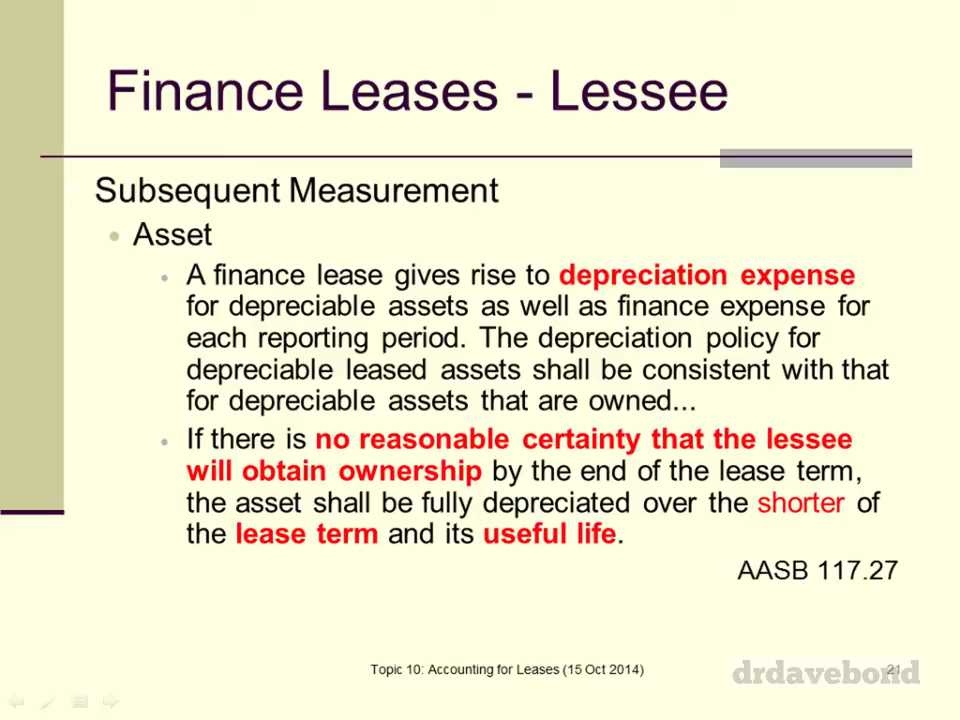 Finance Leases - Lessee
Subsequent Measurement
Asset
A finance lease gives rise to depreciation expense
for depreciable assets as well as finance expense for
each reporting period. The depreciation policy for
depreciable leased assets shall be consistent with that
for depreciable assets that are owned...
If there is no reasonable certainty that the lessee
will obtain ownership by the end of the lease term,
the asset shall be fully depreciated over the shorter of
the lease term and its useful life.
AASB 117.27
Topic 10: Accounting for Leases (15 Oct 2014)
drdavebond
21